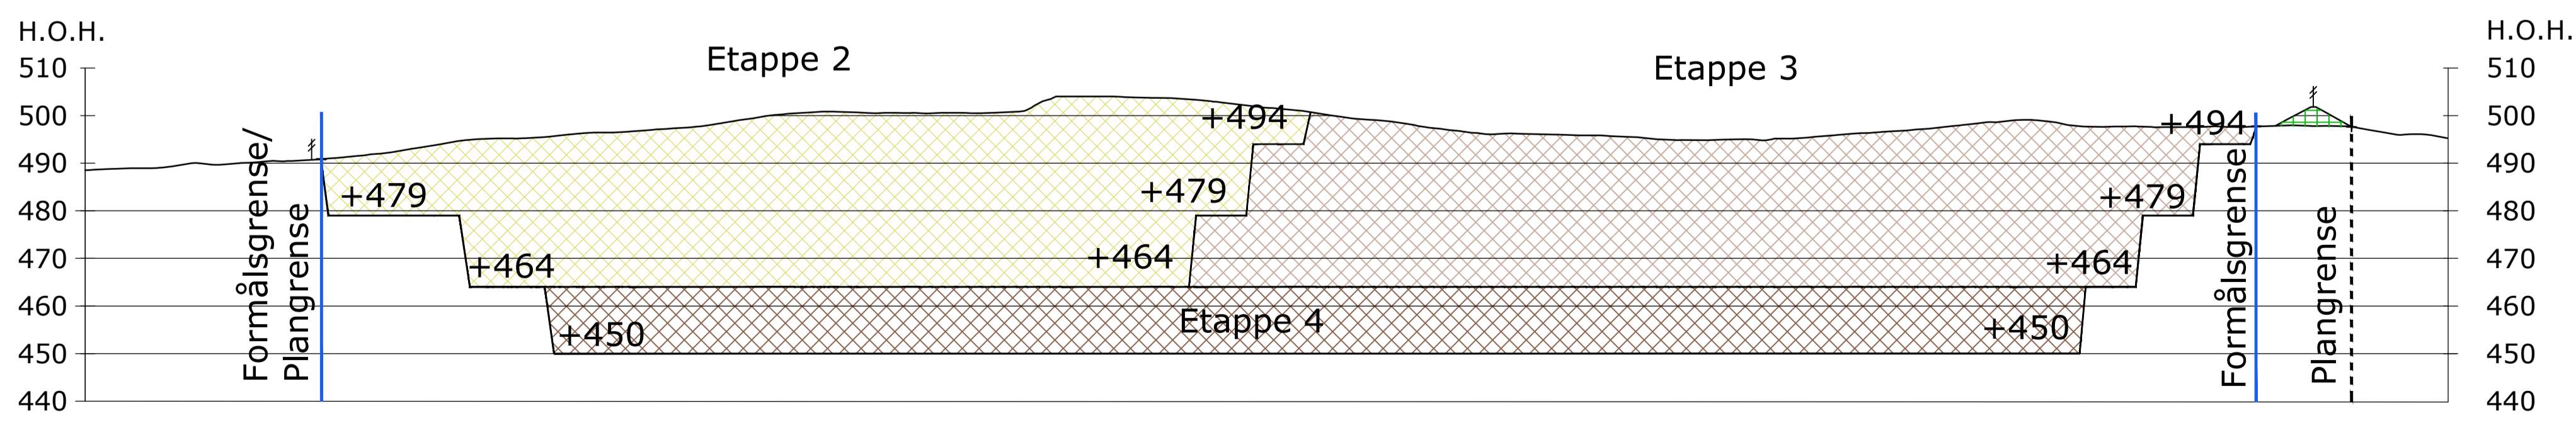 H.O.H.
H.O.H.
Etappe 2
Etappe 3
510
500
490
480
470
460
450
440
510
500
490
480
470
460
450
440
Formålsgrense/
Plangrense
+479
+464
+450
+494
+479
+464
Etappe 4
+494
+479
+464
+450
Formålsgrense
Plangrense